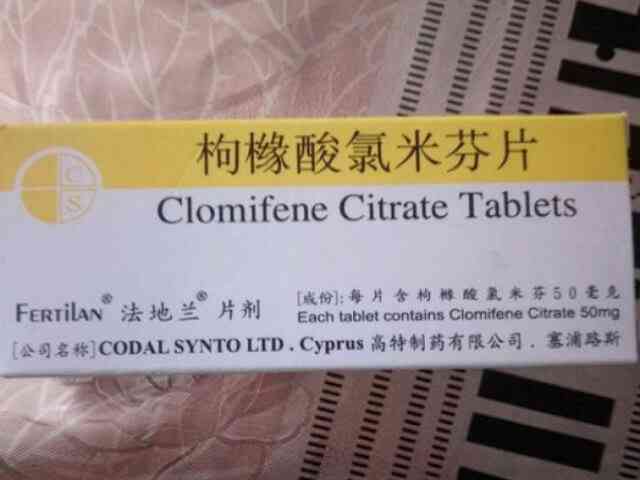 枸橼酸氯米芬片
C
S
Clomifene Citrate Tablets
FERTILAN® 法地兰® 片剂
[成份]: 每片含枸橼酸氯米芬50毫克
Each tablet contains Clomifene Citrate 50mg
[公司名称] CODAL SYNTO LTD . Cyprus 高特制药有限公司 . 塞浦路斯